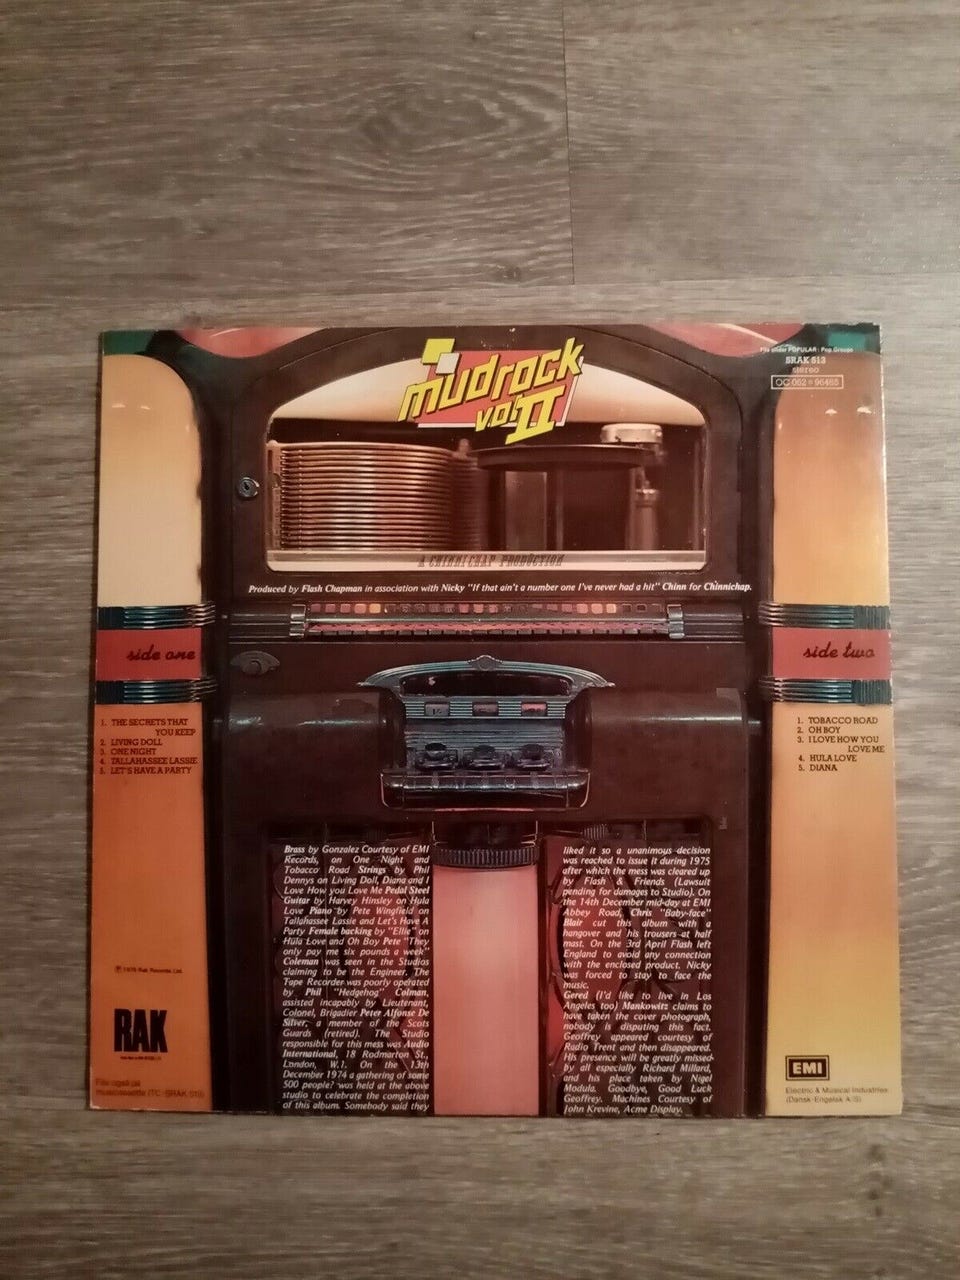 mudrock
vol II
File under POPULAR : Pop Groups
SRAK 513
stereo
OC 062 ° 96465
A CHINNICHAP PRODUCTION
Produced by Flash Chapman in association with Nicky "If that ain't a number one I've never had a hit" Chinn for Chinnichap.
side one
1. THE SECRETS THAT
YOU KEEP
2. LIVING DOLL
3. ONE NIGHT
4. TALLAHASSEE LASSIE
5. LET'S HAVE A PARTY
side two
1. TOBACCO ROAD
2. OH BOY
3. I LOVE HOW YOU
LOVE ME
4. HULA LOVE
5. DIANA
Brass by Gonzalez Courtesy of EMI
Records, on One Night and
Tobacco Road Strings by Phil
Dennys on Living Doll, Diana and I
Love How you Love Me Pedal Steel
Guitar by Harvey Hinsley on Hula
Love Piano by Pete Wingfield on
Tallahassee Lassie and Let's Have A
Party Female backing by "Ellie" on
Hula Love and Oh Boy Pete "They
only pay me six pounds a week"
Coleman was seen in the Studios
claiming to be the Engineer. The
Tape Recorder was poorly operated
by Phil "Hedgehog" Colman,
assisted incapably by Lieutenant,
Colonel, Brigadier Peter Alfonse De
Silver, a member of the Scots
Guards (retired). The Studio
responsible for this mess was Audio
International, 18 Rodmarton St.,
London, W.1. On the 13th
December 1974 a gathering of some
500 people? was held at the above
studio to celebrate the completion
of this album. Somebody said they
liked it so a unanimous decision
was reached to issue it during 1975
after which the mess was cleared up
by Flash & Friends (Lawsuit
pending for damages to Studio). On
the 14th December mid-day at EMI
Abbey Road, Chris "Baby-face"
Blair cut this album with a
hangover and his trousers at half
mast. On the 3rd April Flash left
England to avoid any connection
with the enclosed product. Nicky
was forced to stay to face the
music.
Gered (I'd like to live in Los
Angeles too) Mankowitz claims to
have taken the cover photograph,
nobody is disputing this fact.
Geoffrey appeared courtesy of
Radio Trent and then disappeared.
His presence will be greatly missed
by all especially Richard Millard,
and his place taken by Nigel
Modula. Goodbye, Good Luck
Geoffrey. Machines Courtesy of
John Krevine, Acme Display.
℗ 1975 Rak Records Ltd.
RAK
Fås også på
musicassette (TC-SRAK 513)
EMI
Electric & Musical Industries
(Dansk-Engelsk A/S)